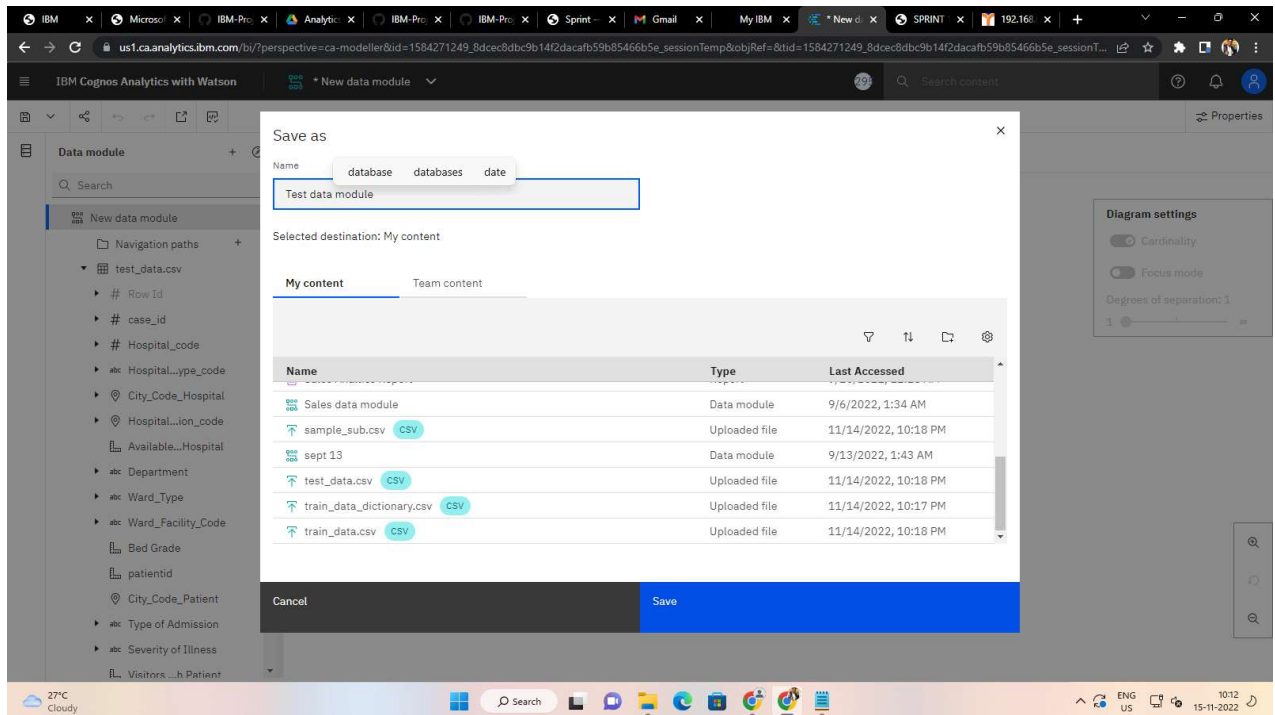 IBM Microso IBM-Pro Analytic IBM-Pro IBM-Pro Sprint - Gmail My IBM * New d SPRINT 192.168.
us1.ca.analytics.ibm.com/bi/?perspective=ca-modeller&id=1584271249_8dcec8dbc9b14f2dacafb59b85466b5e_sessionTemp&objRef=&tid=1584271249_8dcec8dbc9b14f2dacafb59b85466b5e_sessionT...
IBM Cognos Analytics with Watson * New data module Search content
Properties
Data module
Search
New data module
Navigation paths
test_data.csv
Row Id
case_id
Hospital_code
abc Hospital...ype_code
City_Code_Hospital
Hospital...ion_code
Available...Hospital
abc Department
abc Ward_Type
abc Ward_Facility_Code
Bed Grade
patientid
City_Code_Patient
abc Type of Admission
abc Severity of Illness
Visitors ...h Patient
Save as
Name
database databases date
Test data module
Selected destination: My content
My content Team content
Name Type Last Accessed
Sales data module Data module 9/6/2022, 1:34 AM
sample_sub.csv CSV Uploaded file 11/14/2022, 10:18 PM
sept 13 Data module 9/13/2022, 1:43 AM
test_data.csv CSV Uploaded file 11/14/2022, 10:18 PM
train_data_dictionary.csv CSV Uploaded file 11/14/2022, 10:17 PM
train_data.csv CSV Uploaded file 11/14/2022, 10:18 PM
Cancel Save
Diagram settings
Cardinality
Focus mode
Degrees of separation: 1
1 ∞
27°C
Cloudy
Search
ENG
US
10:12
15-11-2022